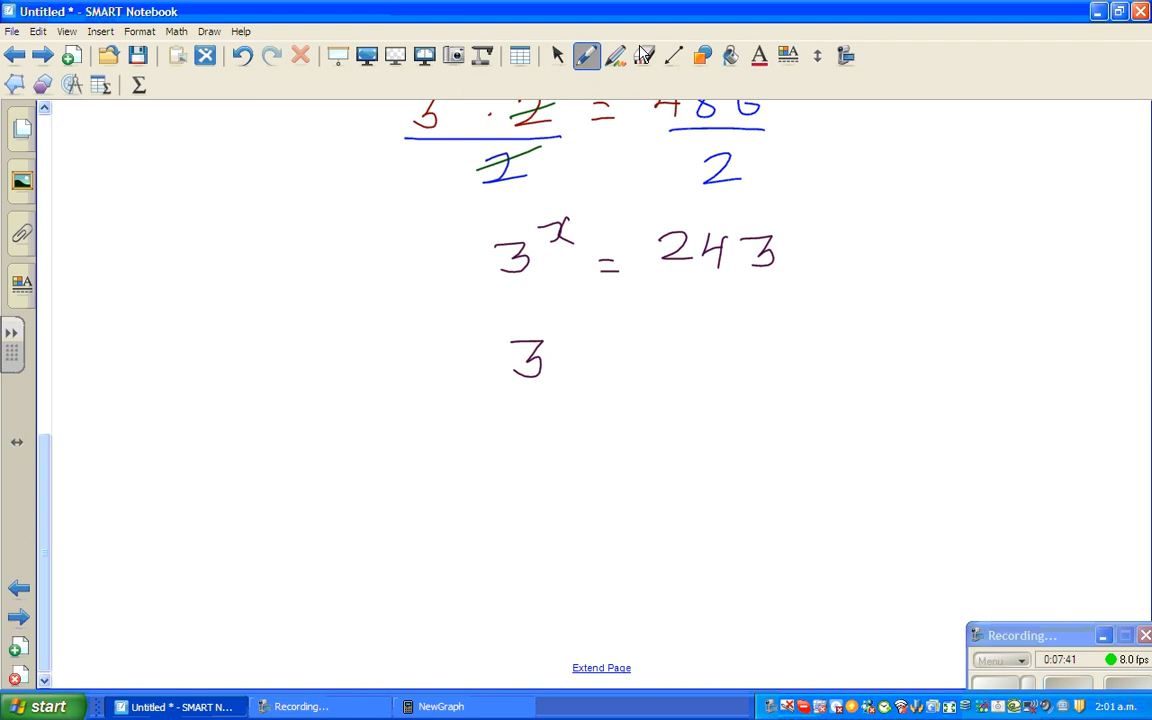 Untitled * - SMART Notebook
File Edit View Insert Format Math Draw Help
· 2 = 486
2 2
3^x = 243
3
Extend Page
Recording...
Menu 0:07:41 8.0 fps
start Untitled * - SMART N... Recording... NewGraph 2:01 a.m.